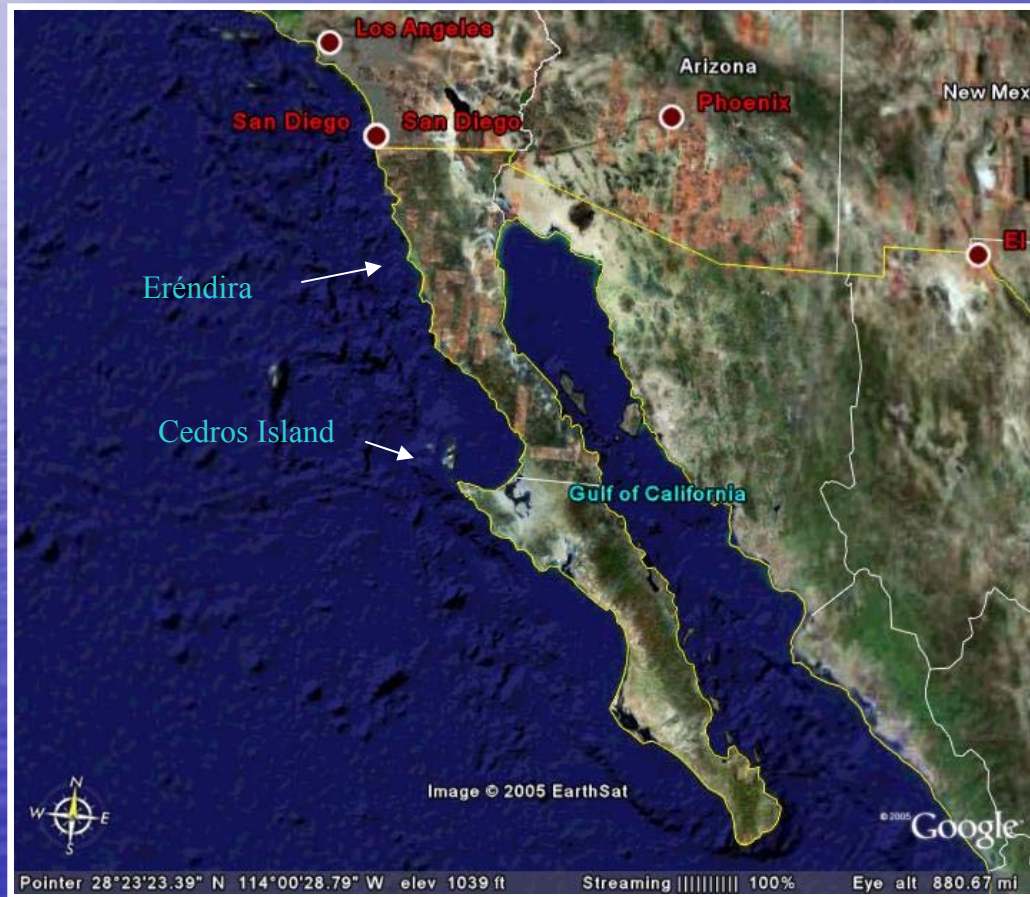 Los Angeles
Arizona
New Mex
Phoenix
San Diego San Diego
El
Eréndira
Cedros Island
Gulf of California
N
W E
S
Image © 2005 EarthSat
©2005 Google
Pointer 28°23'23.39" N 114°00'28.79" W elev 1039 ft Streaming |||||||||| 100% Eye alt 880.67 mi